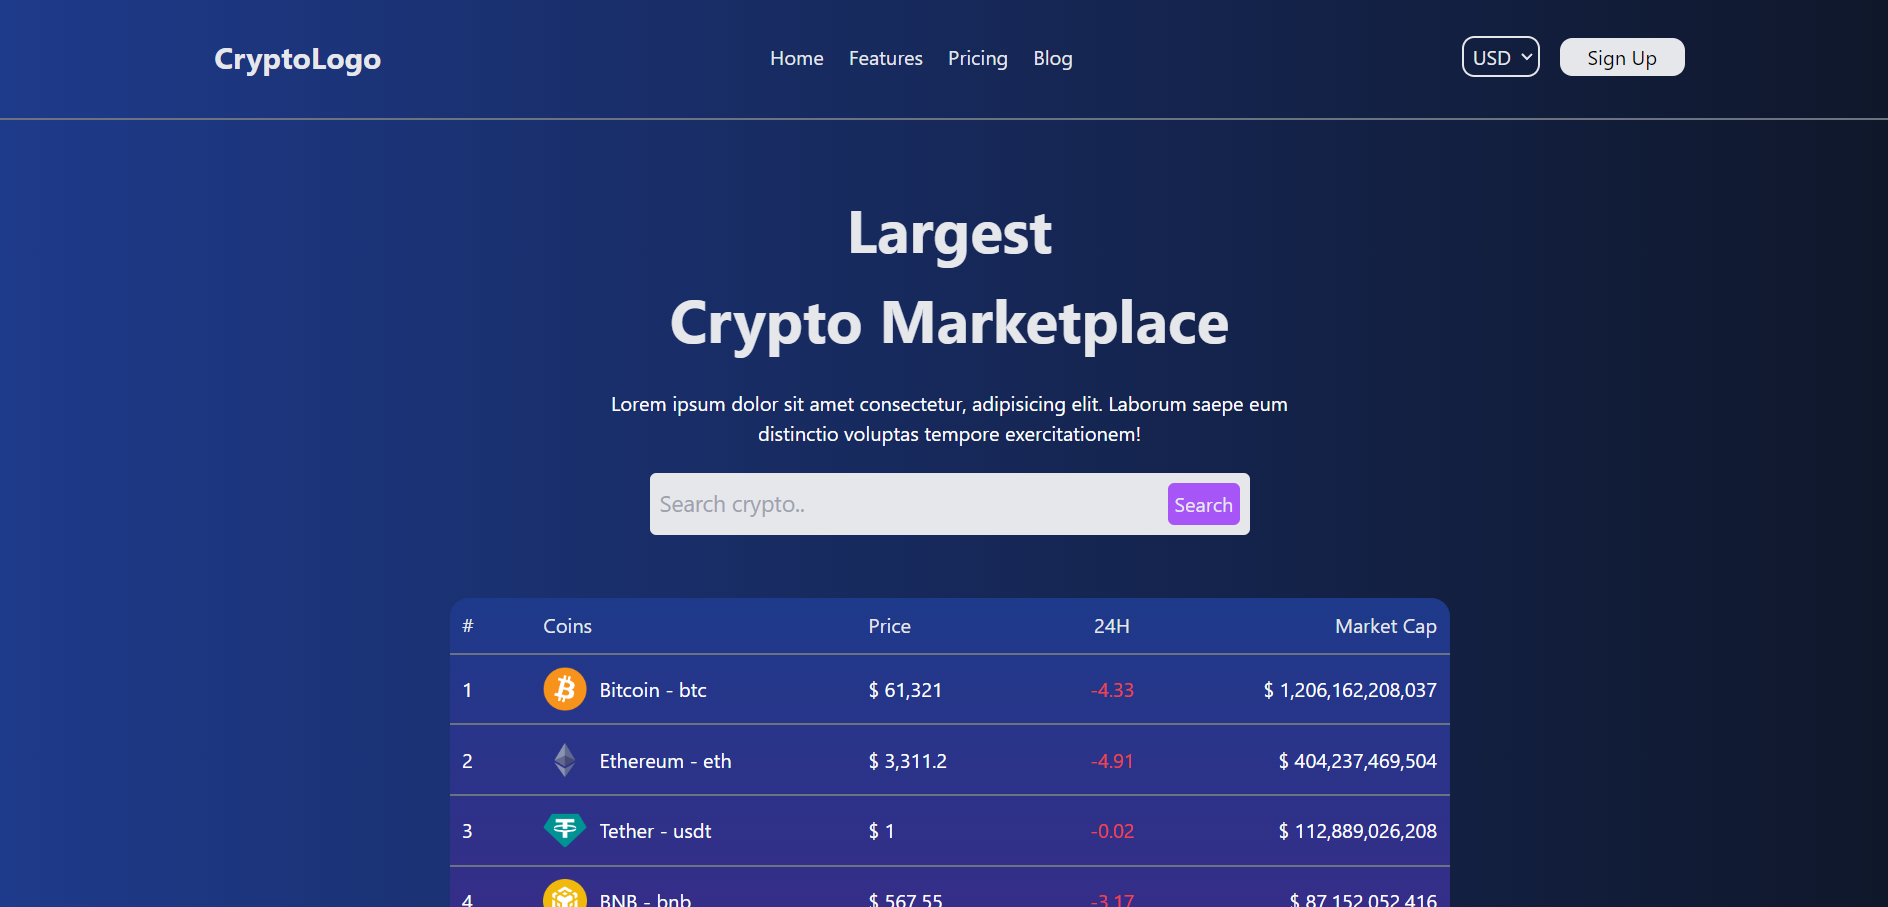 CryptoLogo Home Features Pricing Blog USD Sign Up
Largest
Crypto Marketplace
Lorem ipsum dolor sit amet consectetur, adipisicing elit. Laborum saepe eum
distinctio voluptas tempore exercitationem!
Search crypto.. Search
# Coins Price 24H Market Cap
1 Bitcoin - btc $ 61,321 -4.33 $ 1,206,162,208,037
2 Ethereum - eth $ 3,311.2 -4.91 $ 404,237,469,504
3 Tether - usdt $ 1 -0.02 $ 112,889,026,208
4 BNB - bnb $ 567.55 -3.17 $ 87,152,052,416